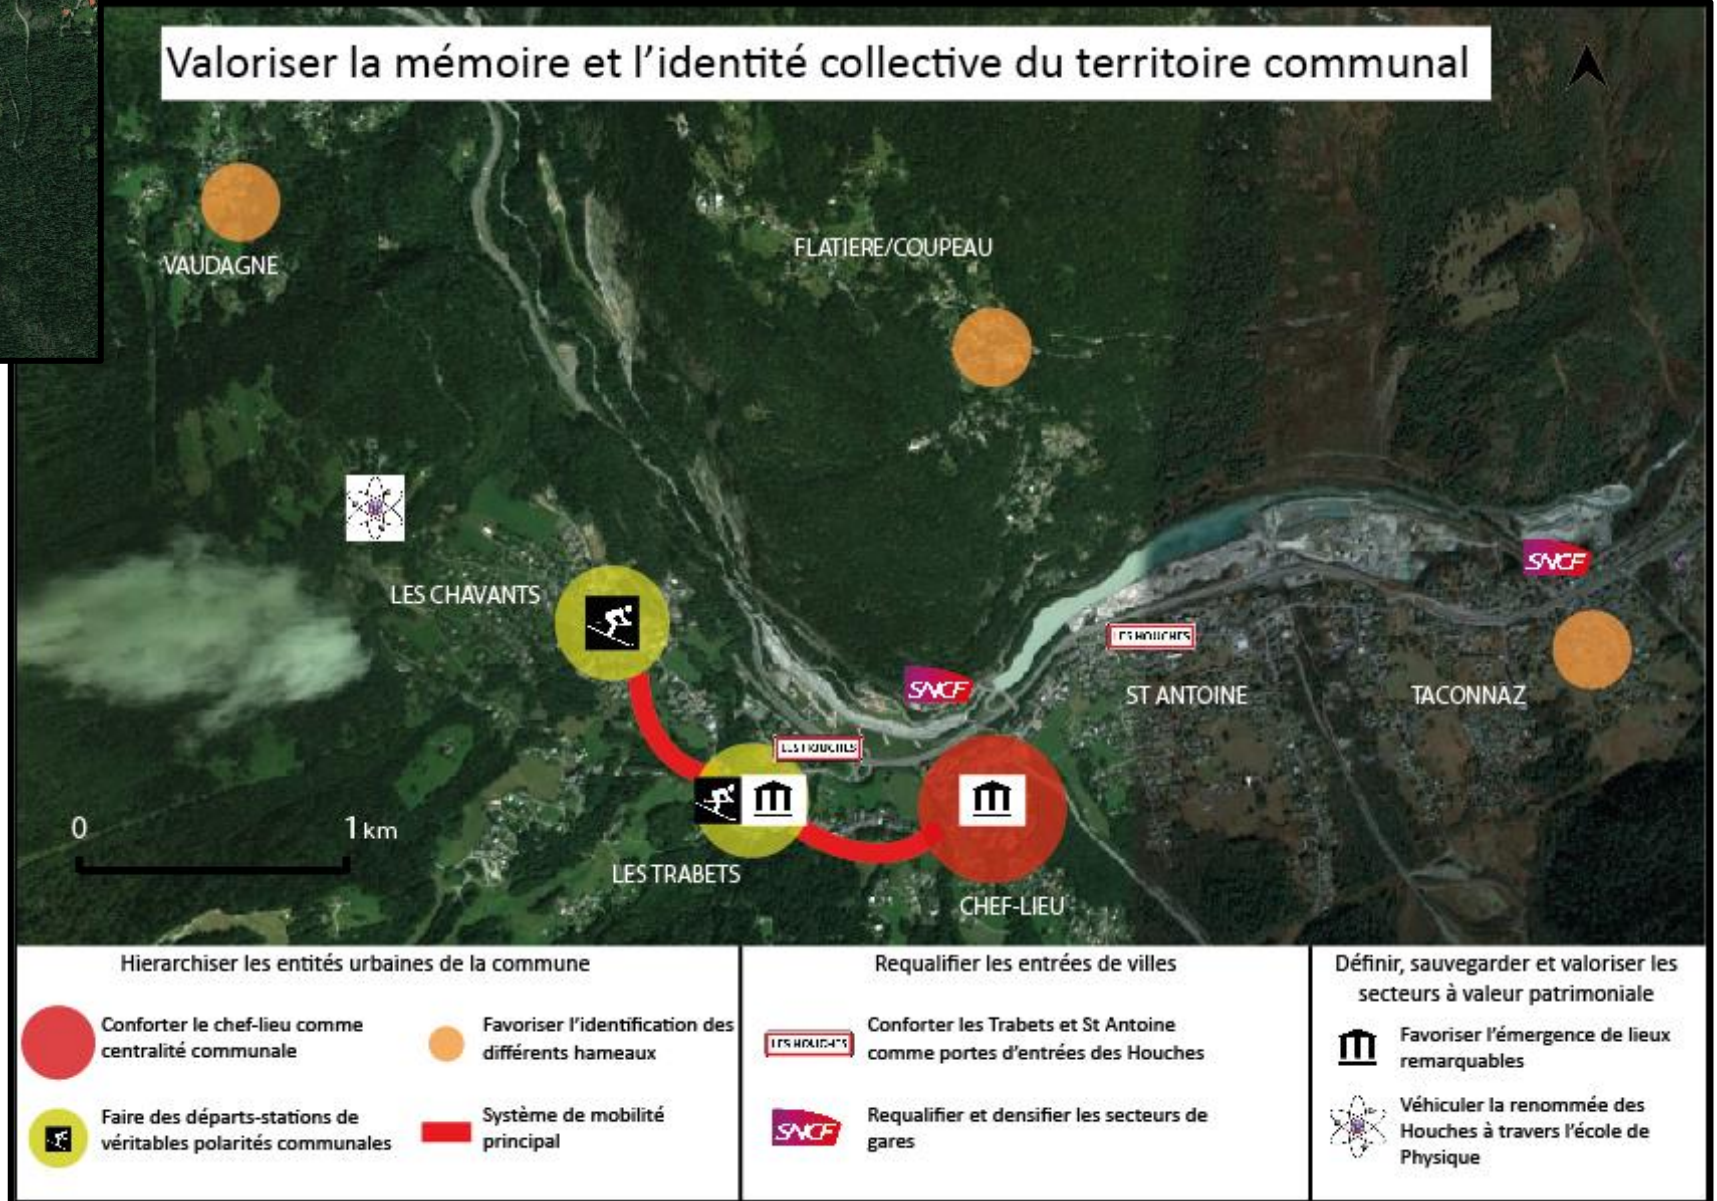 Valoriser la mémoire et l'identité collective du territoire communal
VAUDAGNE
FLATIERE/COUPEAU
LES CHAVANTS
SNCF
LES HOUCHES
SNCF
ST ANTOINE
TACONNAZ
LES HOUCHES
0
1 km
LES TRABETS
CHEF-LIEU
Hierarchiser les entités urbaines de la commune
Conforter le chef-lieu comme
centralité communale
Favoriser l'identification des
différents hameaux
Faire des départs-stations de
véritables polarités communales
Système de mobilité
principal
Requalifier les entrées de villes
LES HOUCHES
Conforter les Trabets et St Antoine
comme portes d'entrées des Houches
SNCF
Requalifier et densifier les secteurs de
gares
Définir, sauvegarder et valoriser les
secteurs à valeur patrimoniale
Favoriser l'émergence de lieux
remarquables
Véhiculer la renommée des
Houches à travers l'école de
Physique